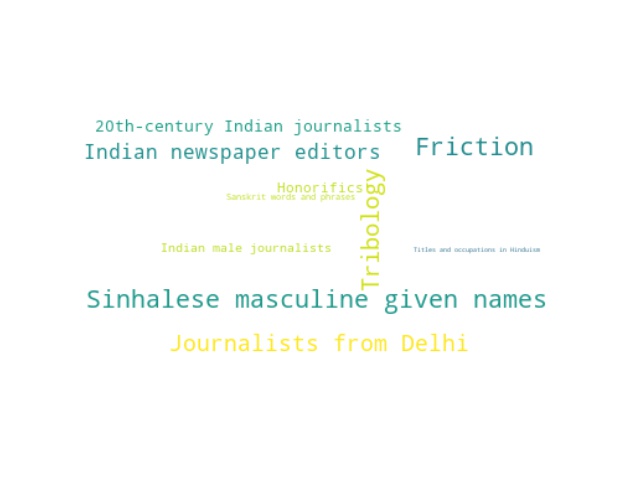 20th-century Indian journalists
Indian newspaper editors
Friction
Honorifics
Sanskrit words and phrases
Tribology
Indian male journalists
Titles and occupations in Hinduism
Sinhalese masculine given names
Journalists from Delhi